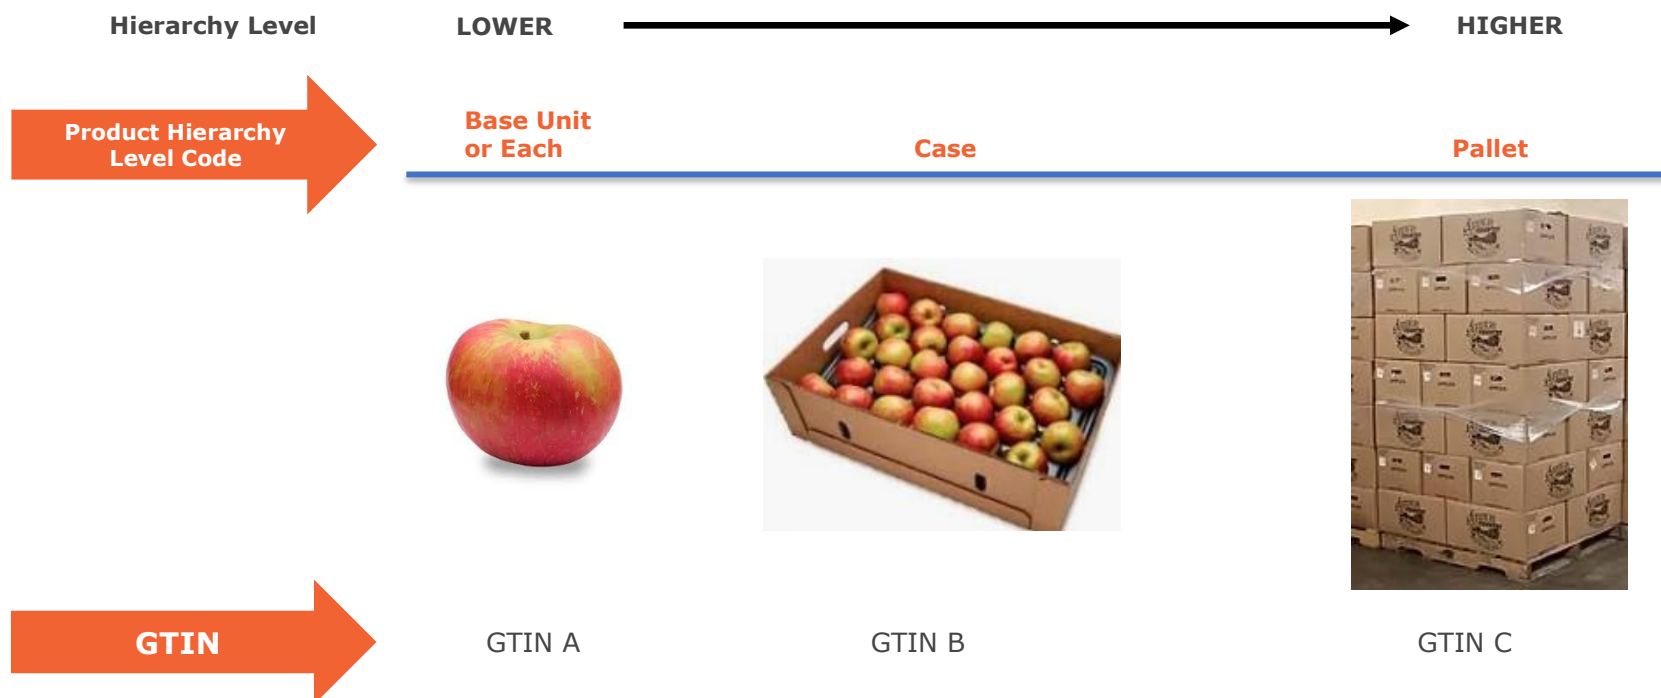 Hierarchy Level
LOWER
HIGHER
Product Hierarchy
Level Code
Base Unit
or Each
Case
Pallet
GTIN
GTIN A
GTIN B
GTIN C